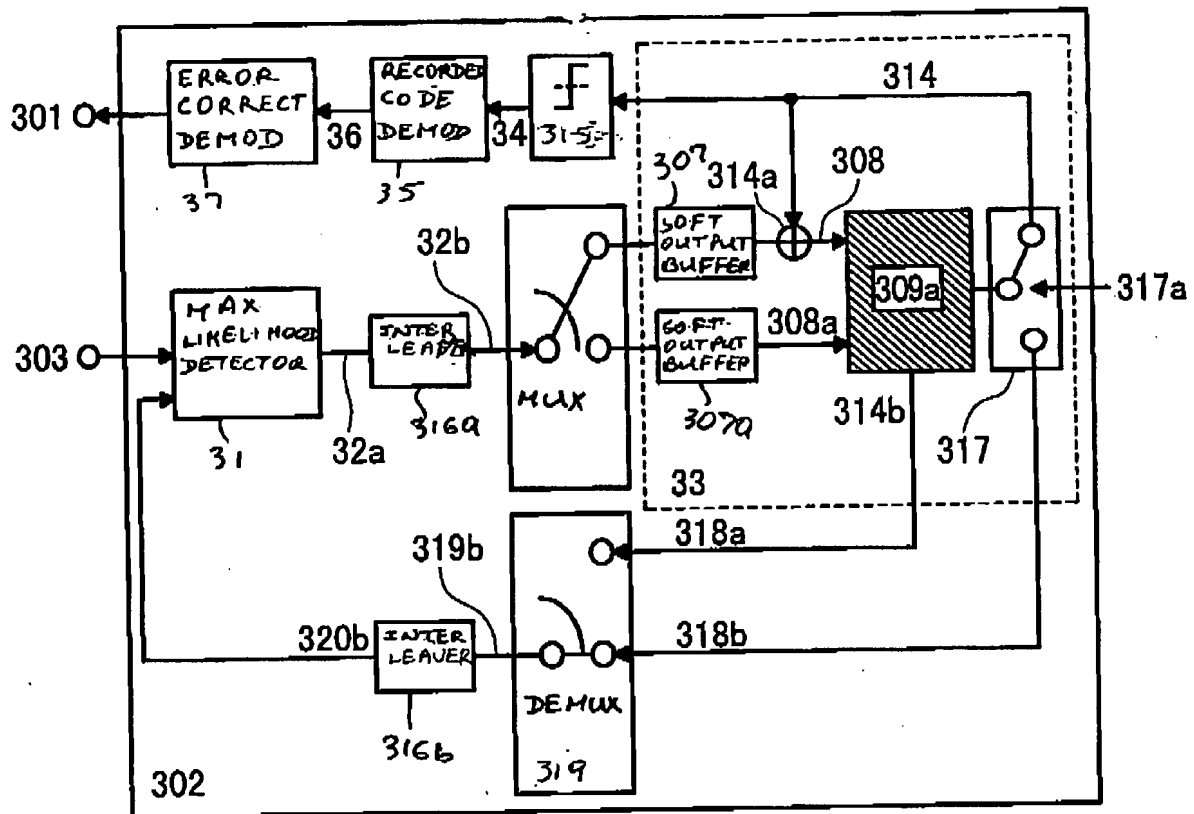 ERROR
CORRECT
DEMOD
37
301
36
RECORDED
CODE
DEMOD
35
34
315
314
307
314a
308
SOFT
OUTPUT
BUFFER
309a
317a
32b
MAX
LIKELIHOOD
DETECTOR
31
303
32a
INTER
316a
MUX
SOFT-
OUTPUT
BUFFER
307a
308a
314b
317
33
318a
319b
320b
INTER
LEAVER
316b
DEMUX
319
318b
302